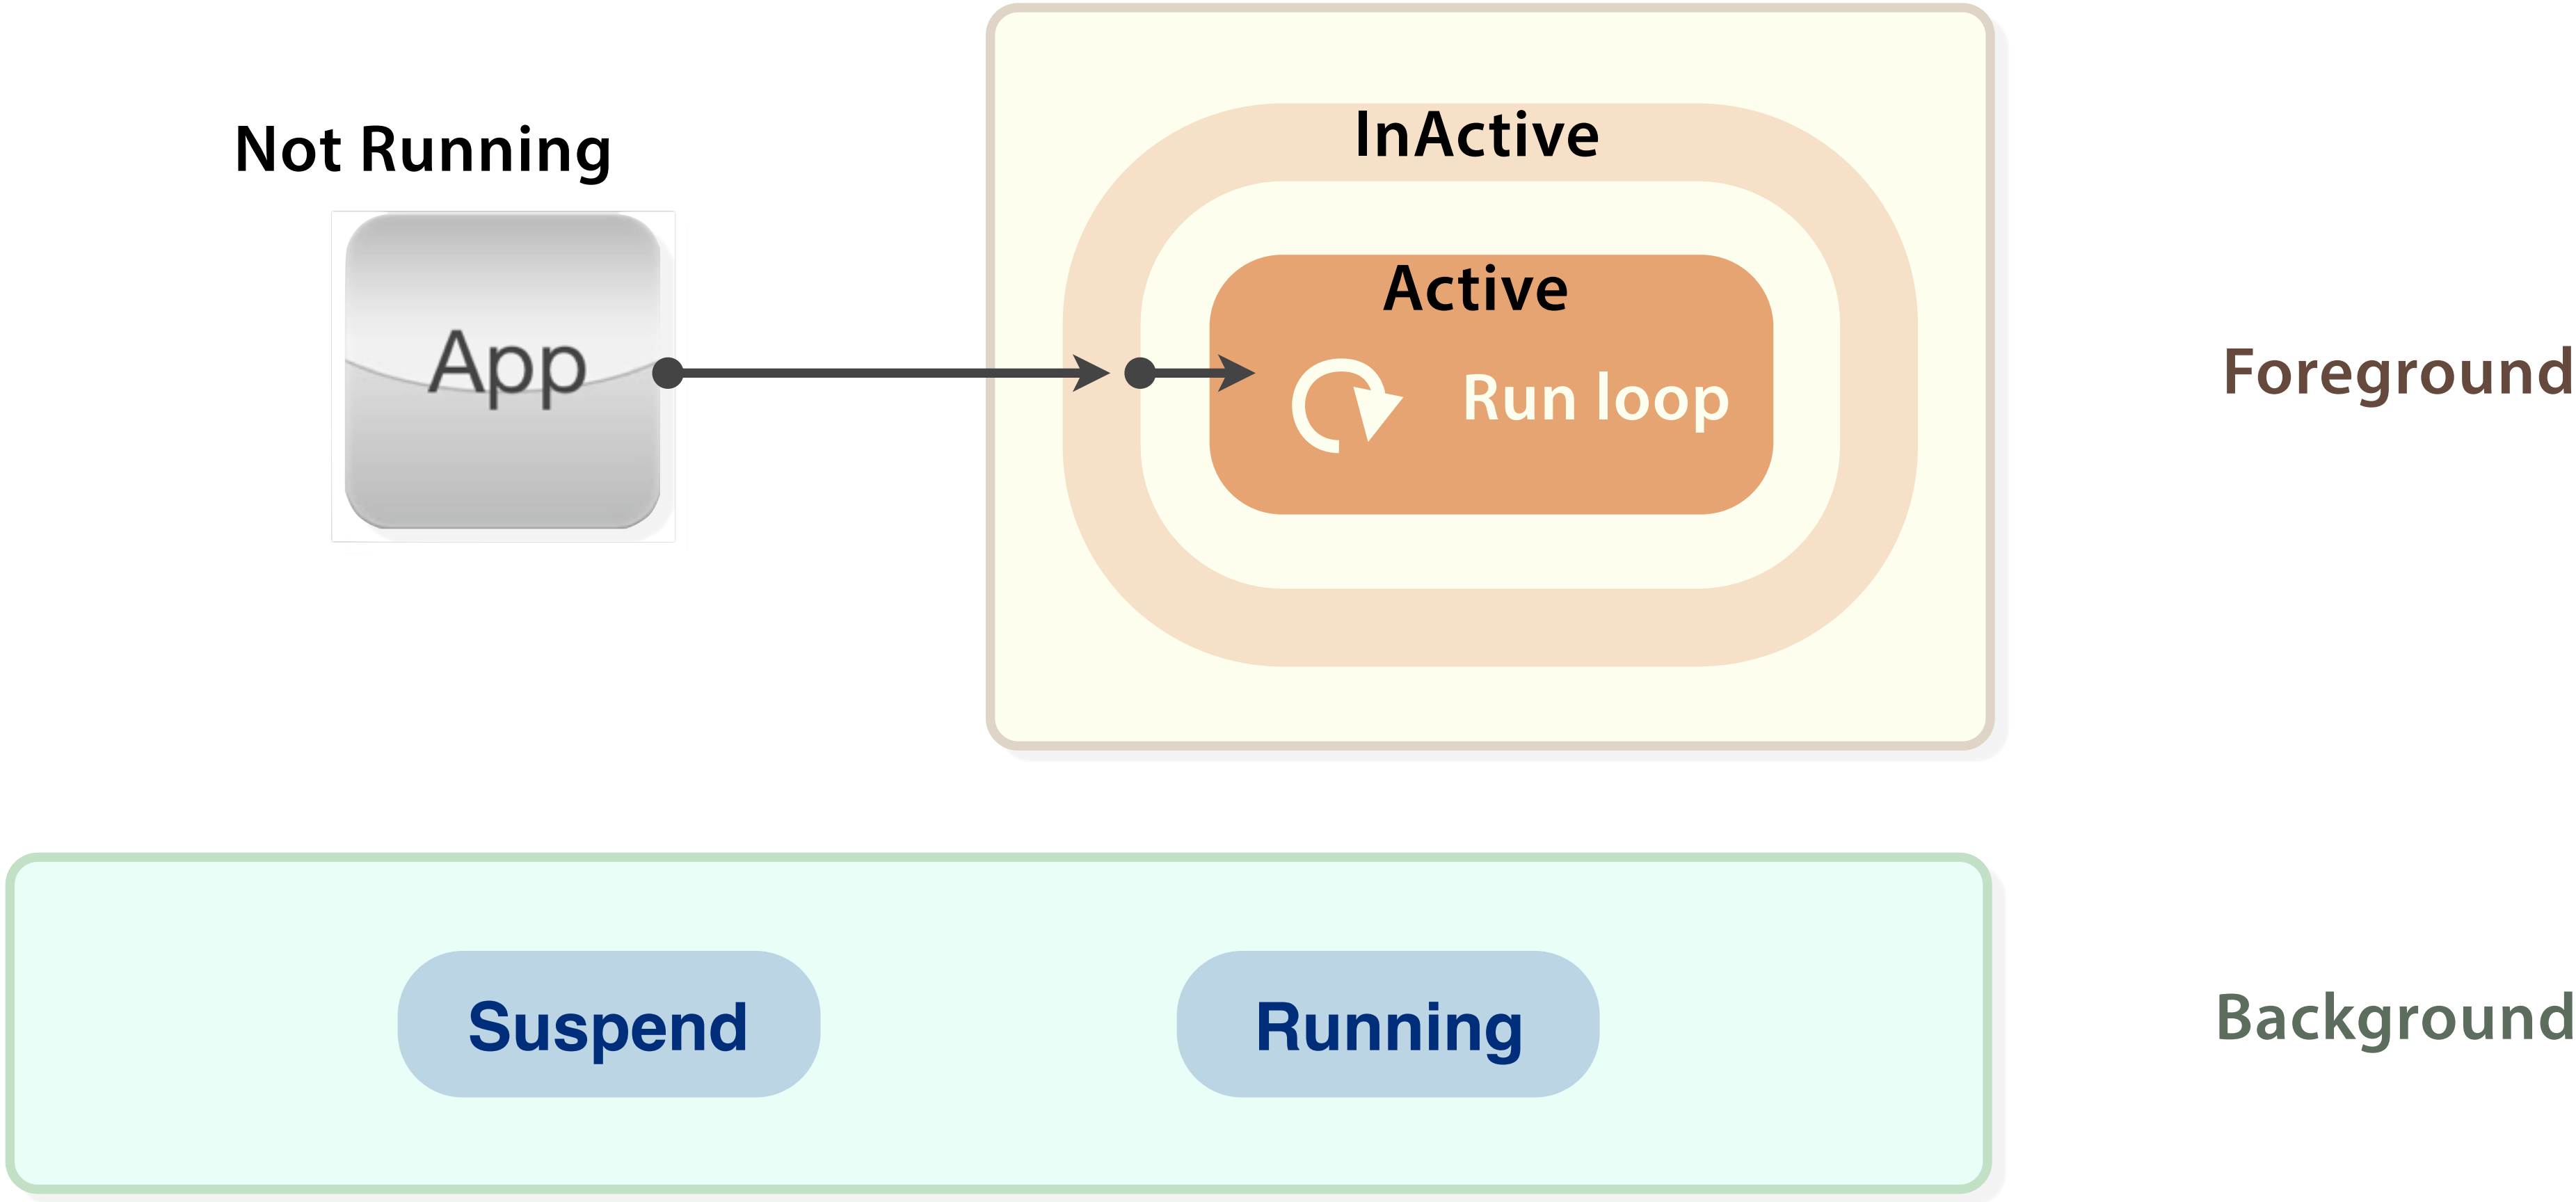 Not Running
App
InActive
Active
Run loop
Foreground
Suspend
Running
Background